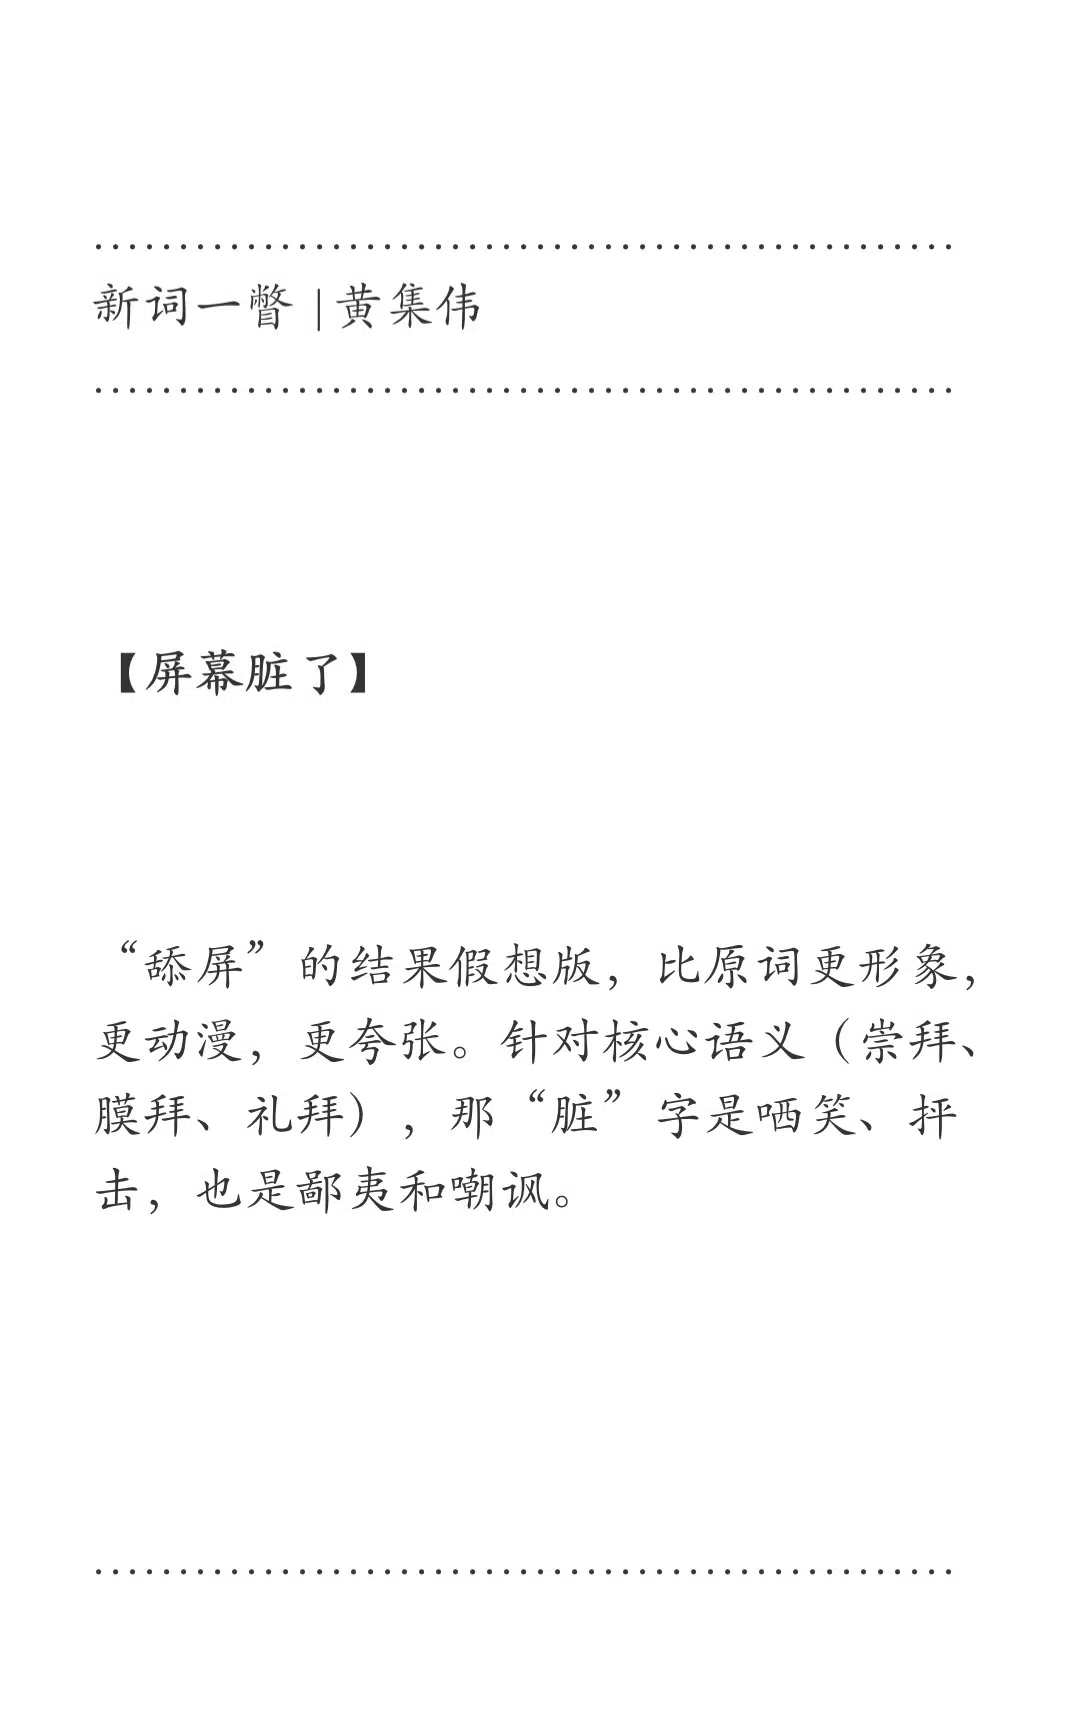 新词一瞥 | 黄集伟
【屏幕脏了】
“舔屏”的结果假想版，比原词更形象，
更动漫，更夸张。针对核心语义（崇拜、
膜拜、礼拜），那“脏”字是哂笑、抨
击，也是鄙夷和嘲讽。